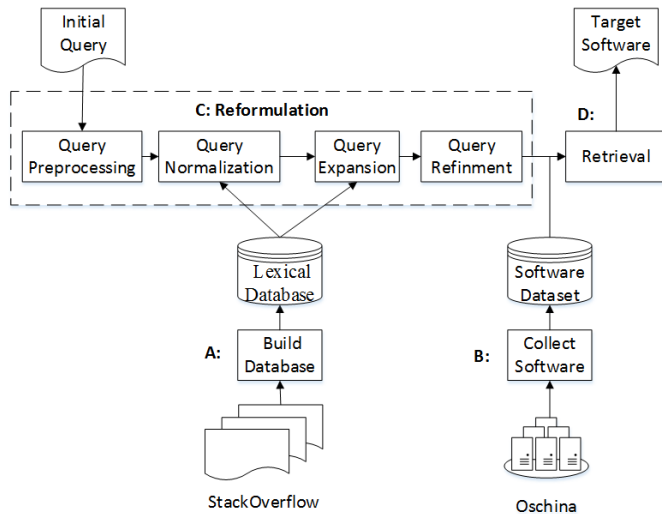 Initial
Query
Target
Software
C: Reformulation
D:
Query
Preprocessing
Query
Normalization
Query
Expansion
Query
Refinment
Retrieval
Lexical
Database
Software
Dataset
A:
Build
Database
B:
Collect
Software
StackOverflow
Oschina